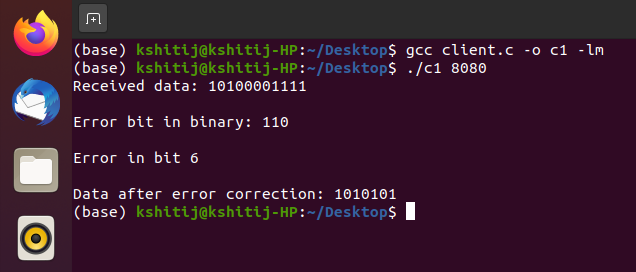 (base) kshitij@kshitij-HP:~/Desktop$ gcc client.c -o c1 -lm
(base) kshitij@kshitij-HP:~/Desktop$ ./c1 8080
Received data: 10100001111
Error bit in binary: 110
Error in bit 6
Data after error correction: 1010101
(base) kshitij@kshitij-HP:~/Desktop$